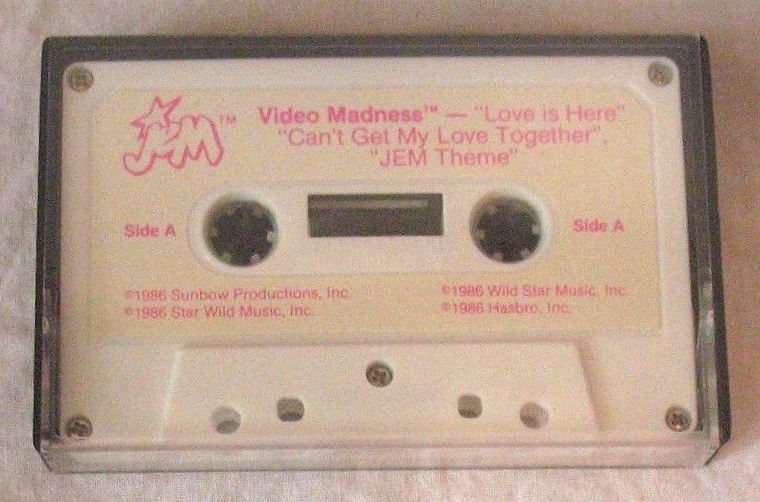 JEM™
Video Madness™ — "Love is Here"
"Can't Get My Love Together",
"JEM Theme"
Side A
Side A
©1986 Sunbow Productions, Inc.
©1986 Star Wild Music, Inc.
©1986 Wild Star Music, Inc.
©1986 Hasbro, Inc.